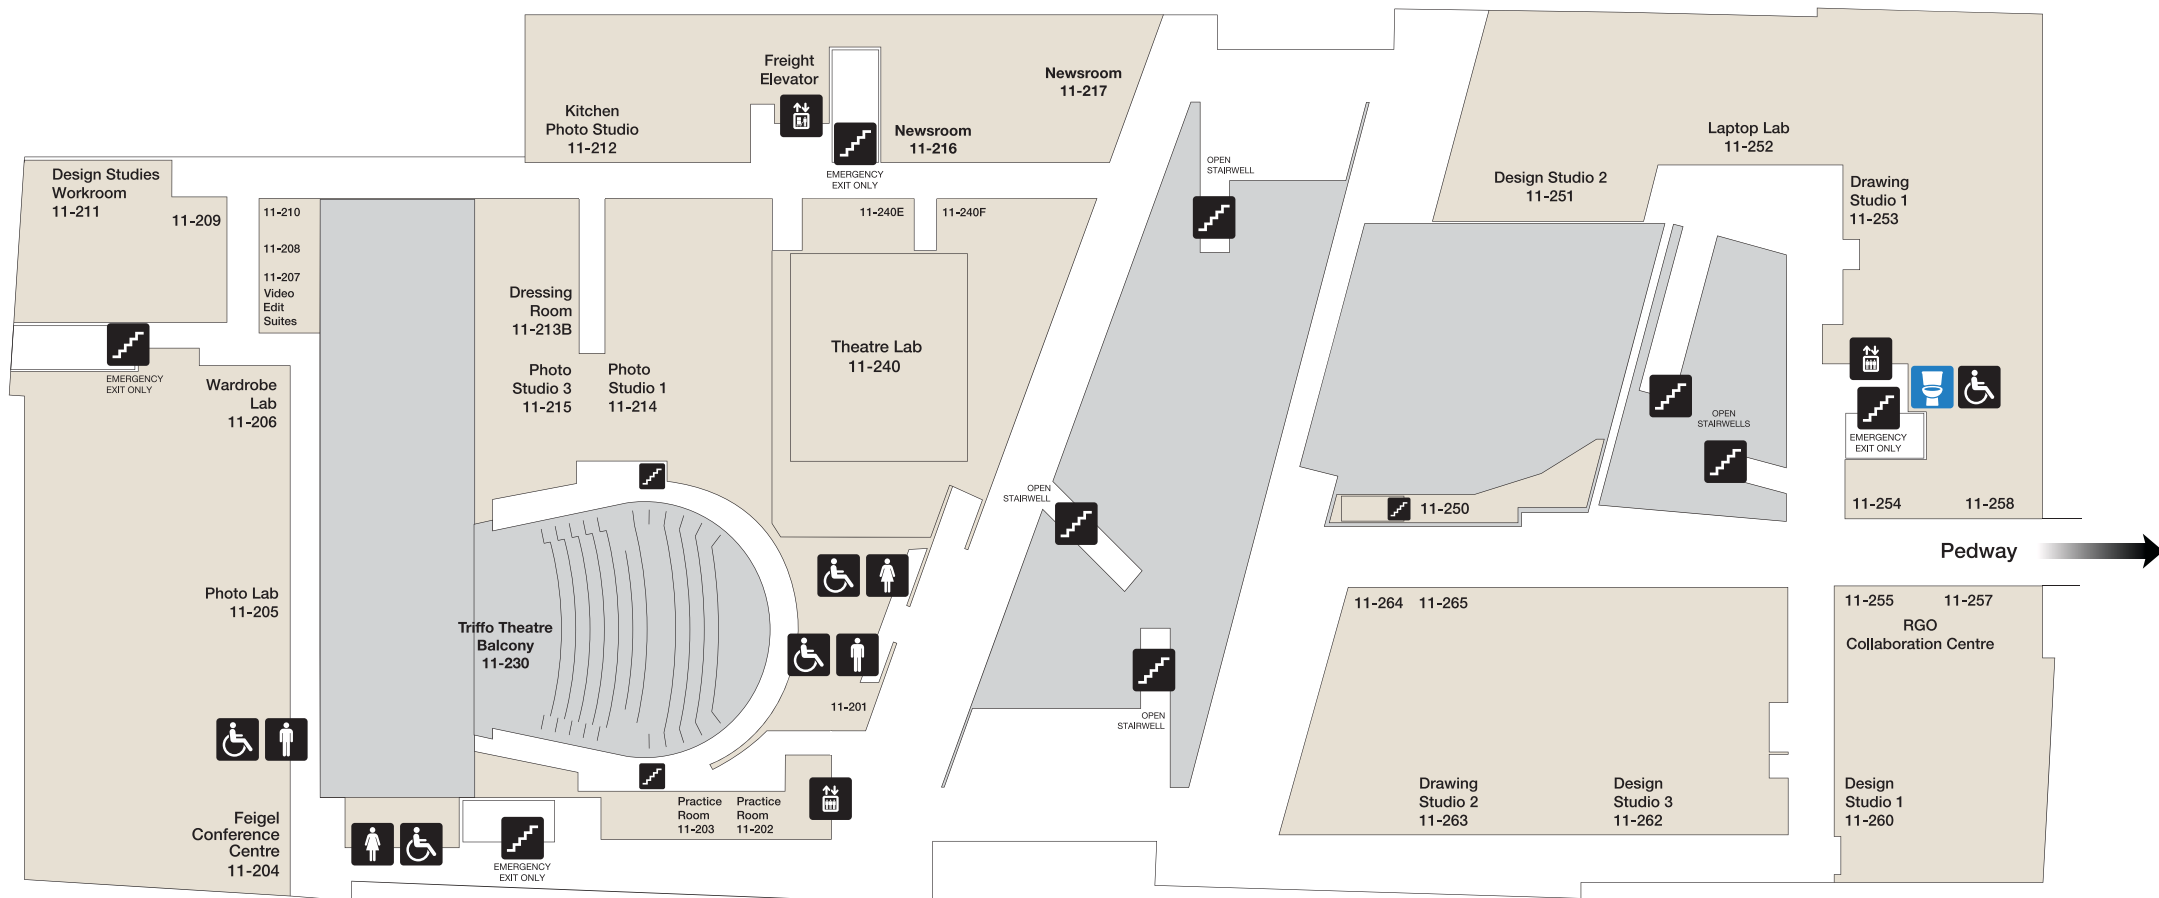 Freight
Elevator
Newsroom
11-217
Kitchen
Photo Studio
11-212
Newsroom
11-216
EMERGENCY
EXIT ONLY
Laptop Lab
11-252
OPEN
STAIRWELL
Design Studies
Workroom
11-211
11-209
Design Studio 2
11-251
Drawing
Studio 1
11-253
11-210
11-208
11-207
Video
Edit
Suites
11-240E
11-240F
Dressing
Room
11-213B
Photo
Studio 3
11-215
Photo
Studio 1
11-214
Theatre Lab
11-240
EMERGENCY
EXIT ONLY
Wardrobe
Lab
11-206
OPEN
STAIRWELLS
EMERGENCY
EXIT ONLY
OPEN
STAIRWELL
11-250
11-254
11-258
Pedway
Photo Lab
11-205
Triffo Theatre
Balcony
11-230
11-264
11-265
11-255
11-257
RGO
Collaboration Centre
11-201
OPEN
STAIRWELL
Drawing
Studio 2
11-263
Design
Studio 3
11-262
Design
Studio 1
11-260
Practice
Room
11-203
Practice
Room
11-202
Feigel
Conference
Centre
11-204
EMERGENCY
EXIT ONLY